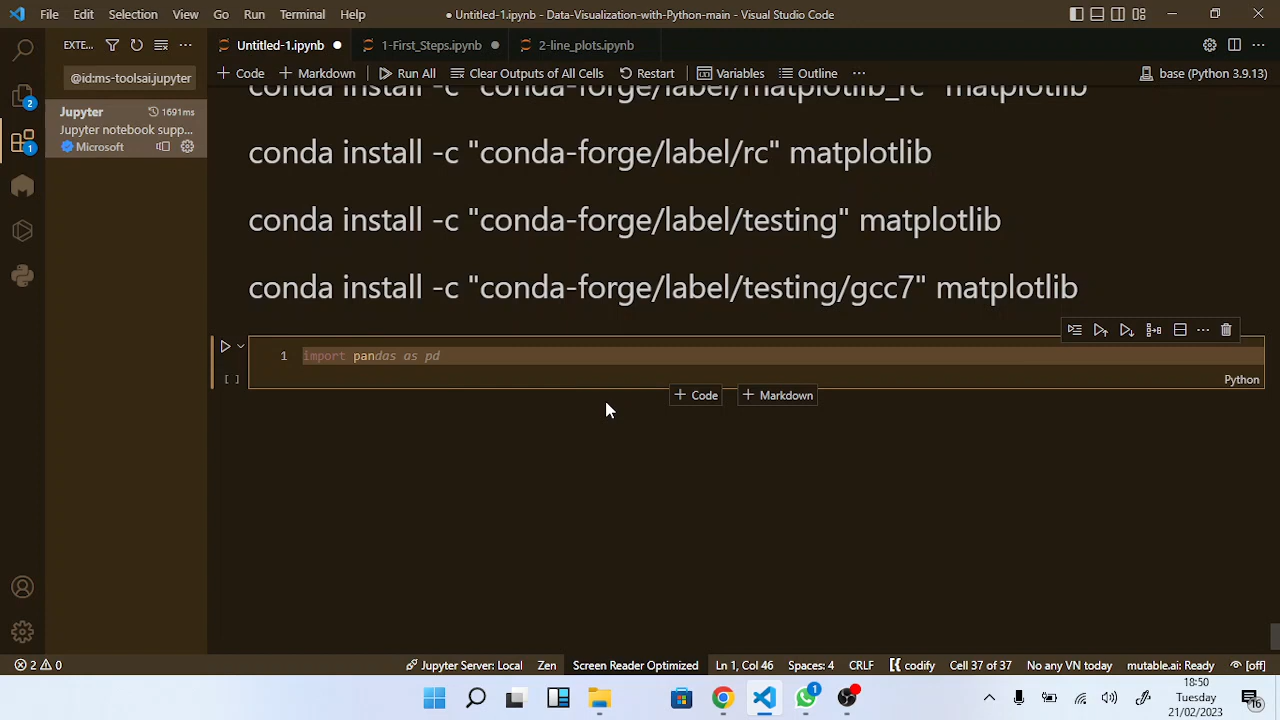 File Edit Selection View Go Run Terminal Help
● Untitled-1.ipynb - Data-Visualization-with-Python-main - Visual Studio Code
EXTE...
Untitled-1.ipynb ● 1-First_Steps.ipynb ● 2-line_plots.ipynb
@id:ms-toolsai.jupyter
+ Code + Markdown Run All Clear Outputs of All Cells Restart Variables Outline ... base (Python 3.9.13)
Jupyter 1691ms
Jupyter notebook supp...
Microsoft
conda install -c "conda-forge/label/matplotlib_rc" matplotlib
conda install -c "conda-forge/label/rc" matplotlib
conda install -c "conda-forge/label/testing" matplotlib
conda install -c "conda-forge/label/testing/gcc7" matplotlib
2
1
1 import pandas as pd
[ ]
Python
+ Code + Markdown
2 0 Jupyter Server: Local Zen Screen Reader Optimized Ln 1, Col 46 Spaces: 4 CRLF codify Cell 37 of 37 No any VN today mutable.ai: Ready [off]
1
18:50
Tuesday
21/02/2023
16